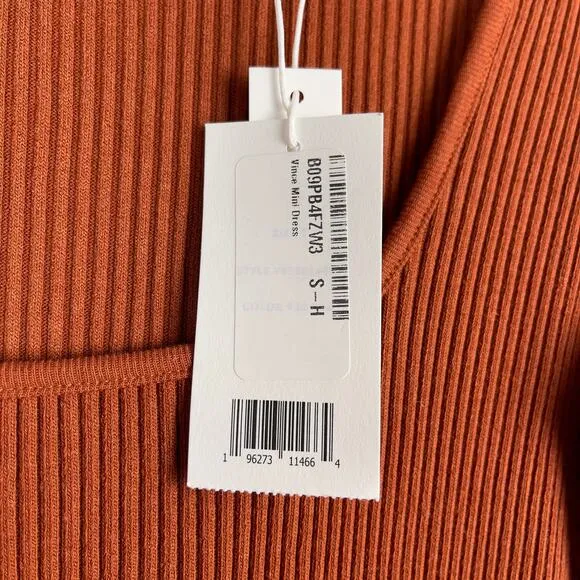 B09PB4FZW3 S-H
Vince Mini Dress
1 96273 11466 4